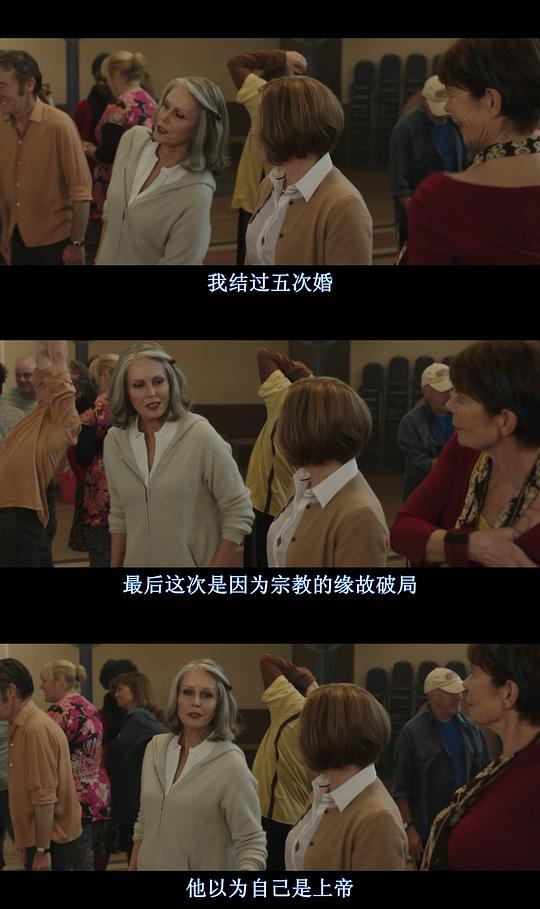 我结过五次婚
最后这次是因为宗教的缘故破局
他以为自己是上帝